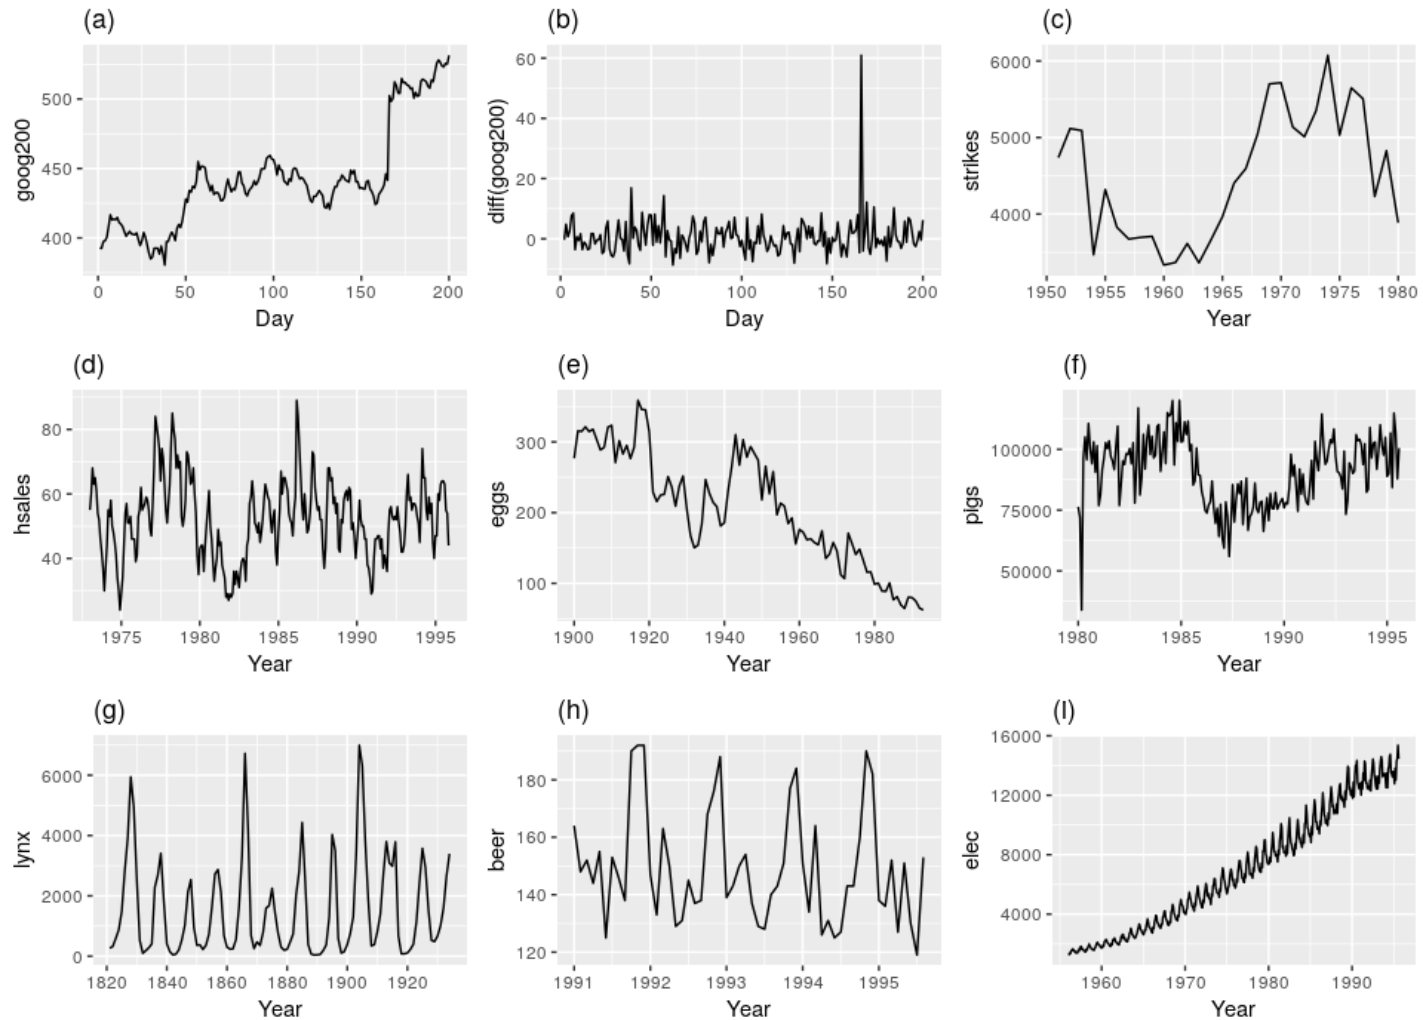 (a)
goog200
500
450
400
0 50 100 150 200
Day
(b)
diff(goog200)
60
40
20
0
0 50 100 150 200
Day
(c)
strikes
6000
5000
4000
1950 1955 1960 1965 1970 1975 1980
Year
(d)
hsales
80
60
40
1975 1980 1985 1990 1995
Year
(e)
eggs
300
200
100
1900 1920 1940 1960 1980
Year
(f)
pigs
100000
75000
50000
1980 1985 1990 1995
Year
(g)
lynx
6000
4000
2000
0
1820 1840 1860 1880 1900 1920
Year
(h)
beer
180
160
140
120
1991 1992 1993 1994 1995
Year
(I)
elec
16000
12000
8000
4000
1960 1970 1980 1990
Year